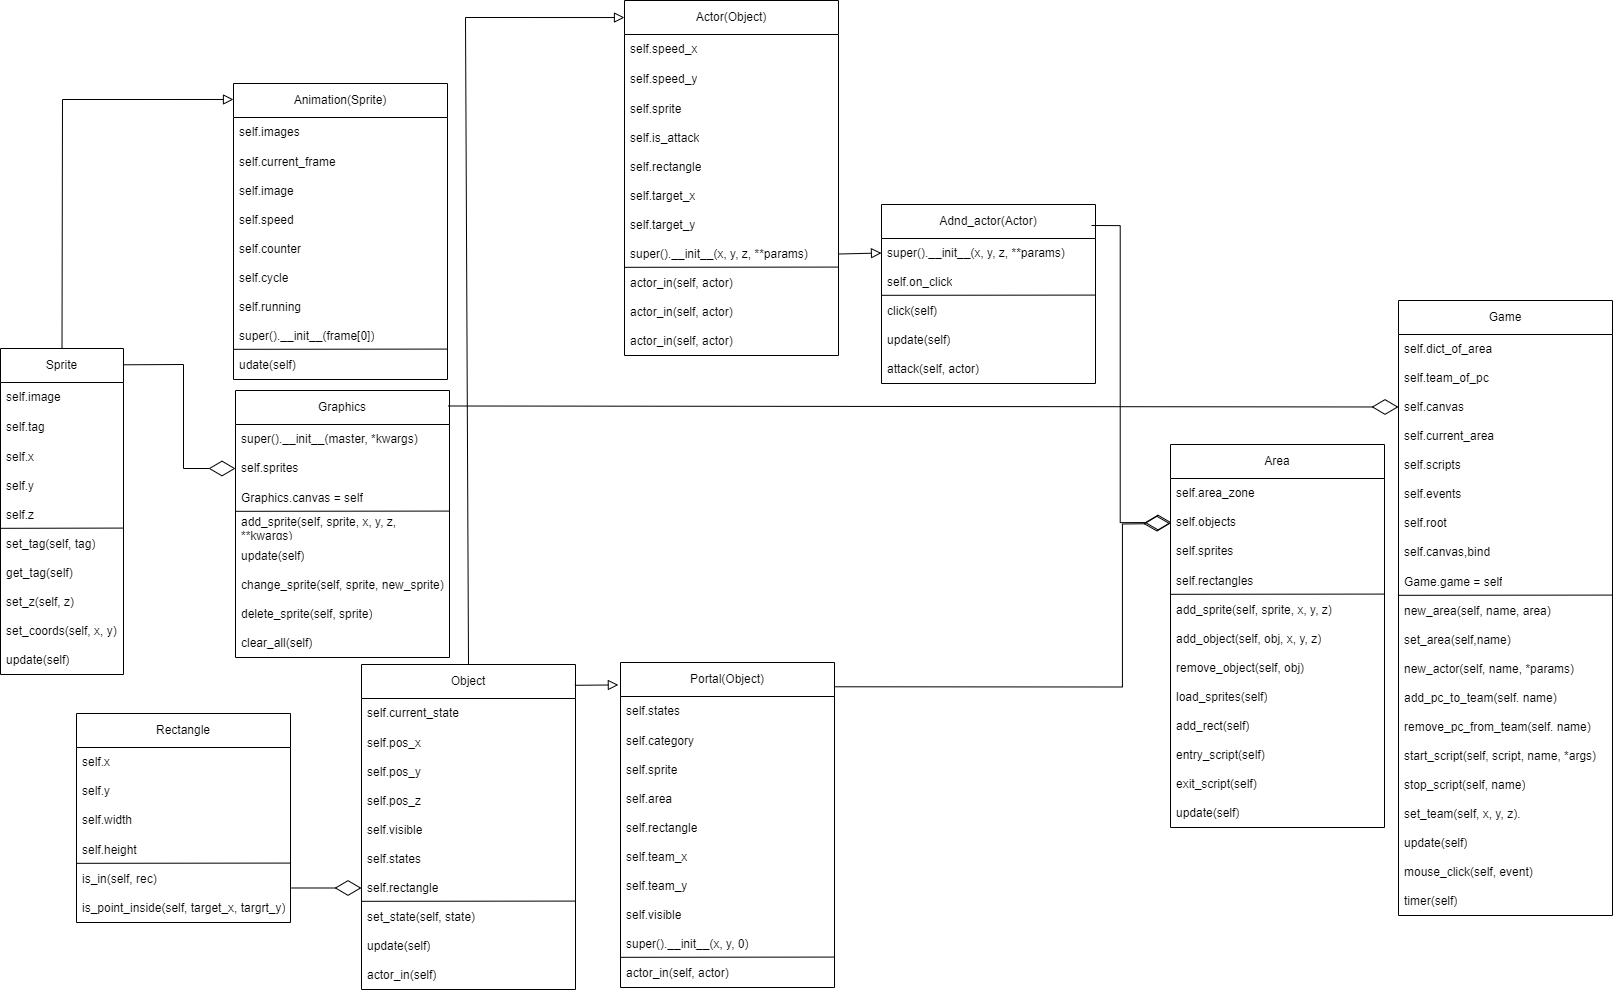 Actor(Object)
self.speed_x
self.speed_y
self.sprite
self.is_attack
self.rectangle
self.target_x
self.target_y
super().__init__(x, y, z, **params)
actor_in(self, actor)
actor_in(self, actor)
actor_in(self, actor)
Animation(Sprite)
self.images
self.current_frame
self.image
self.speed
self.counter
self.cycle
self.running
super().__init__(frame[0])
udate(self)
Adnd_actor(Actor)
super().__init__(x, y, z, **params)
self.on_click
click(self)
update(self)
attack(self, actor)
Sprite
self.image
self.tag
self.x
self.y
self.z
set_tag(self, tag)
get_tag(self)
set_z(self, z)
set_coords(self, x, y)
update(self)
Graphics
super().__init__(master, *kwargs)
self.sprites
Graphics.canvas = self
add_sprite(self, sprite, x, y, z,
**kwargs)
update(self)
change_sprite(self, sprite, new_sprite)
delete_sprite(self, sprite)
clear_all(self)
Game
self.dict_of_area
self.team_of_pc
self.canvas
self.current_area
self.scripts
self.events
self.root
self.canvas,bind
Game.game = self
new_area(self, name, area)
set_area(self,name)
new_actor(self, name, *params)
add_pc_to_team(self. name)
remove_pc_from_team(self. name)
start_script(self, script, name, *args)
stop_script(self, name)
set_team(self, x, y, z).
update(self)
mouse_click(self, event)
timer(self)
Area
self.area_zone
self.objects
self.sprites
self.rectangles
add_sprite(self, sprite, x, y, z)
add_object(self, obj, x, y, z)
remove_object(self, obj)
load_sprites(self)
add_rect(self)
entry_script(self)
exit_script(self)
update(self)
Object
self.current_state
self.pos_x
self.pos_y
self.pos_z
self.visible
self.states
self.rectangle
set_state(self, state)
update(self)
actor_in(self)
Portal(Object)
self.states
self.category
self.sprite
self.area
self.rectangle
self.team_x
self.team_y
self.visible
super().__init__(x, y, 0)
actor_in(self, actor)
Rectangle
self.x
self.y
self.width
self.height
is_in(self, rec)
is_point_inside(self, target_x, targrt_y)